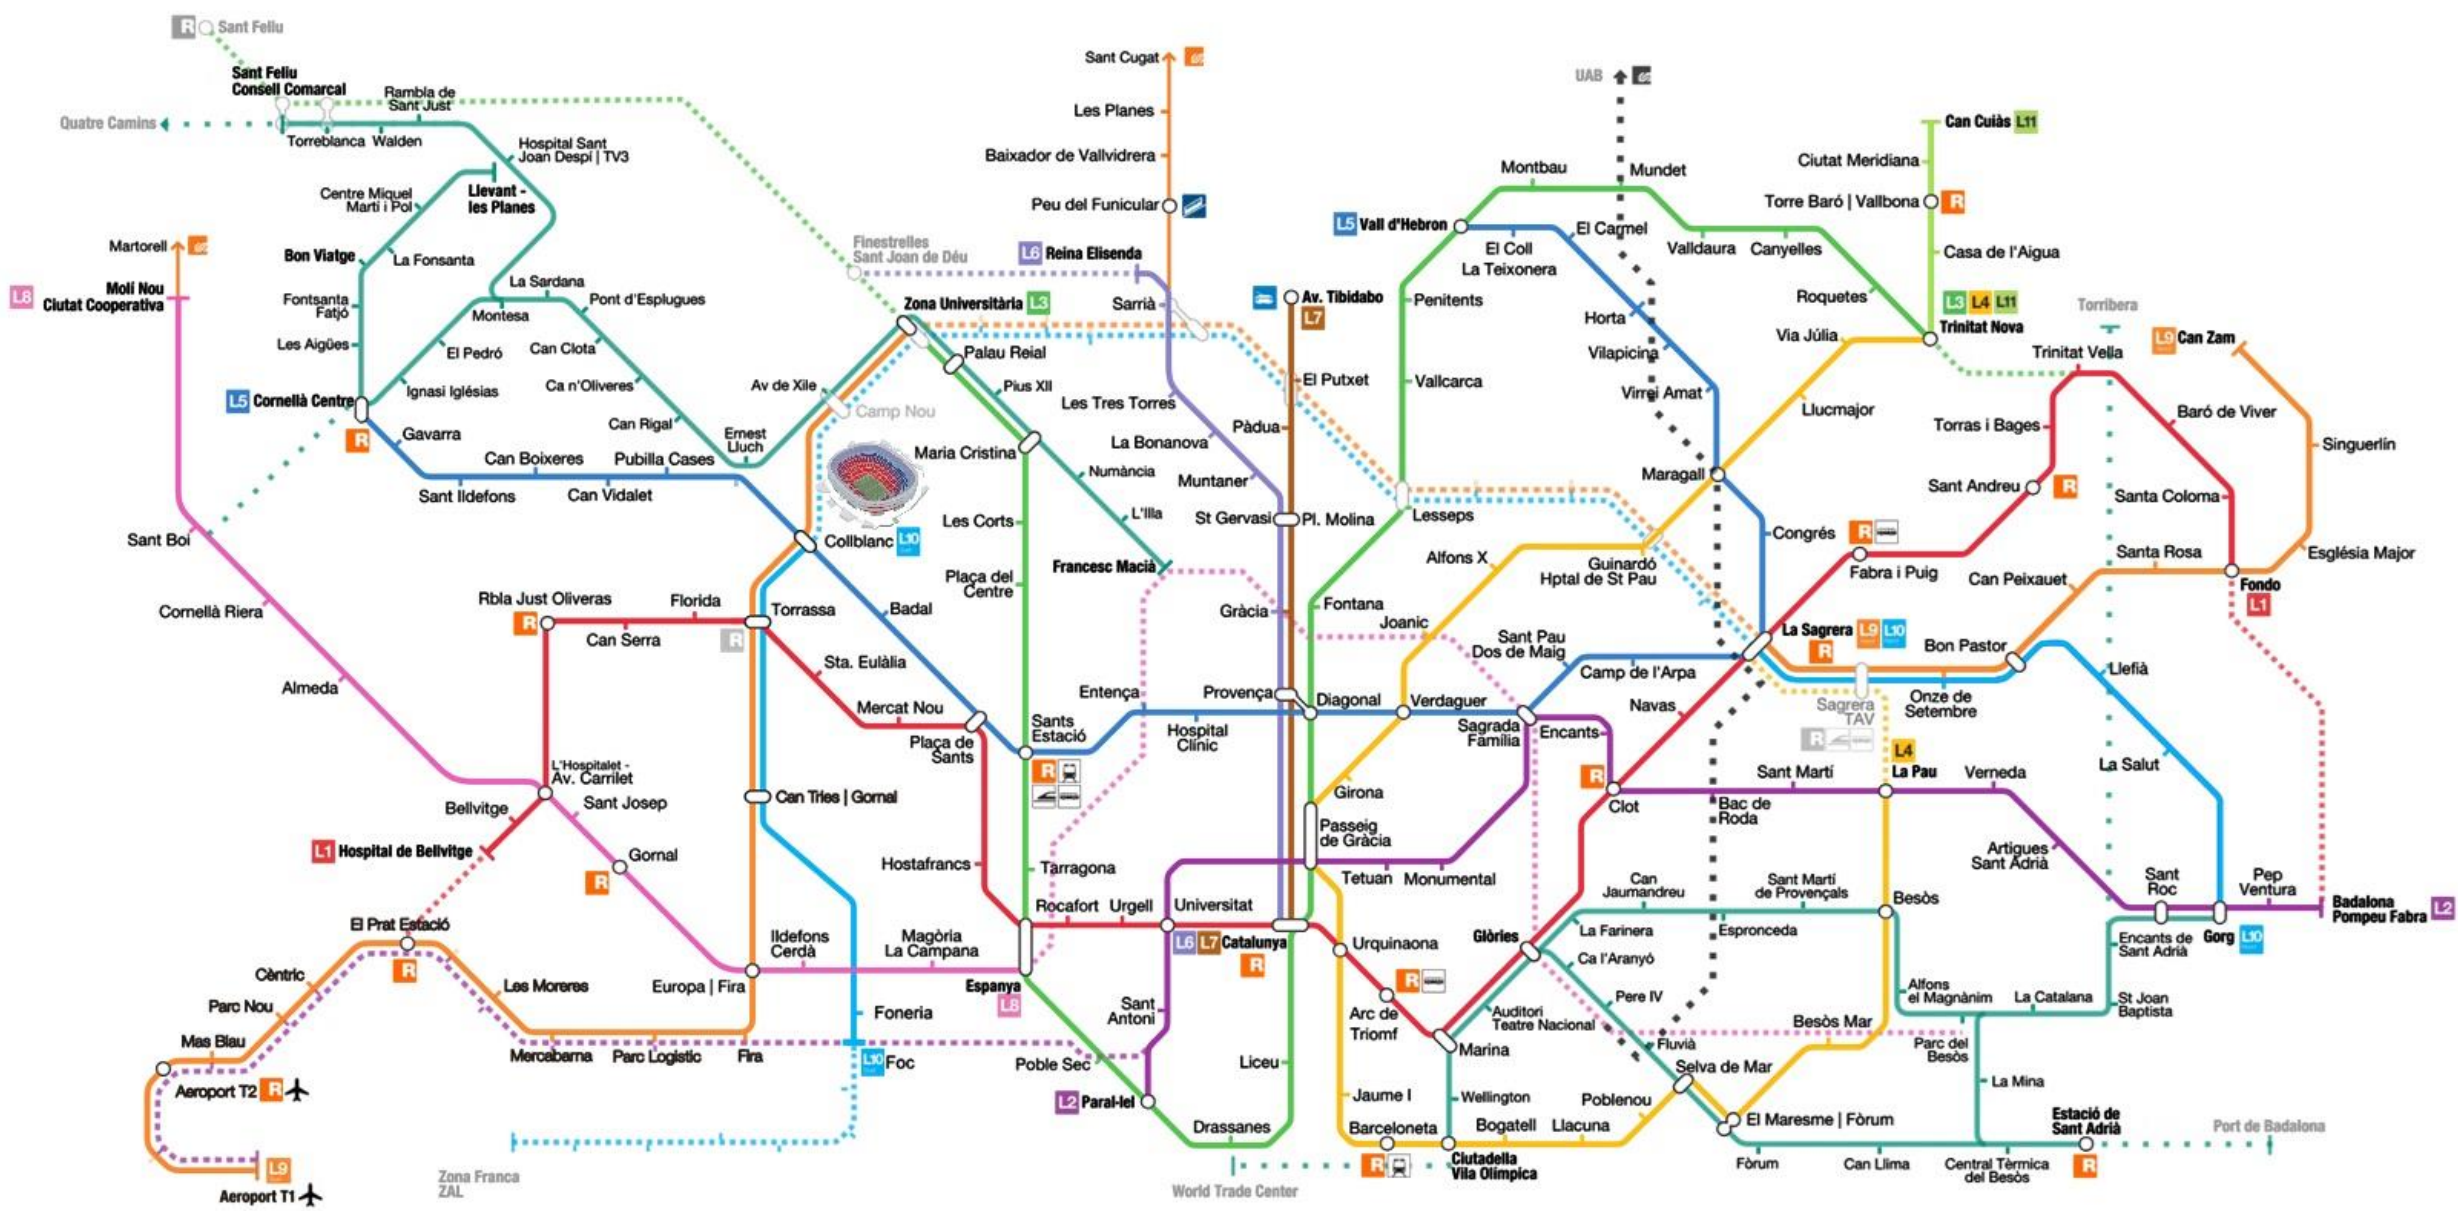 R Sant Feliu
Sant Feliu
Consell Comarcal
Rambla de
Sant Just
Quatre Camins
Torreblanca
Walden
Hospital Sant
Joan Despí | TV3
Centre Miquel
Martí i Pol
Llevant -
les Planes
Bon Viatge
La Fonsanta
Martorell
L8
Molí Nou
Ciutat Cooperativa
Fontsanta
Fatjó
Les Aigües
La Sardana
Montesa
Pont d'Esplugues
El Pedró
Can Clota
Ignasi Iglésias
Ca n'Oliveres
Can Rigal
Ernest
Lluch
Av de Xile
L5 Cornellà Centre
R
Gavarra
Can Boixeres
Pubilla Cases
Sant Ildefons
Can Vidalet
Camp Nou
Collblanc L10
Finestrelles
Sant Joan de Déu
Zona Universitària L3
Palau Reial
Pius XII
Maria Cristina
Numància
L'Illa
Les Corts
Francesc Macià
Plaça del
Centre
Sant Cugat
Les Planes
Baixador de Vallvidrera
Peu del Funicular
L6 Reina Elisenda
Sarrià
Les Tres Torres
La Bonanova
Muntaner
St Gervasi
Pl. Molina
Av. Tibidabo
L7
El Putxet
Pàdua
Gràcia
Provença
UAB
Montbau
Mundet
L5 Vall d'Hebron
El Coll
La Teixonera
El Carmel
Valldaura
Canyelles
Penitents
Horta
Vilapicina
Vallcarca
Virrei Amat
Roquetes
Via Júlia
Llucmajor
Maragall
Lesseps
Alfons X
Guinardó
Hptal de St Pau
Congrés
Fontana
Joanic
Can Cuiàs L11
Ciutat Meridiana
Torre Baró | Vallbona R
Casa de l'Aigua
L3 L4 L11
Trinitat Nova
Torribera
Trinitat Vella
L9 Can Zam
Torras i Bages
Baró de Viver
Singuerlín
Sant Andreu
R
Santa Coloma
R
Fabra i Puig
Santa Rosa
Església Major
Can Peixauet
Fondo
L1
La Sagrera L9 L10
R
Bon Pastor
Llefià
Onze de
Setembre
Sagrera
TAV
R
La Salut
Sant Boi
Cornellà Riera
Almeda
Rbla Just Oliveras
R
Florida
Can Serra
Torrassa
R
Badal
Sta. Eulàlia
Mercat Nou
Plaça de
Sants
Sants
Estació
R
Entença
Hospital
Clínic
Diagonal
Verdaguer
Sagrada
Família
Sant Pau
Dos de Maig
Camp de l'Arpa
Encants
Navas
R
Clot
L4
La Pau
Sant Martí
Verneda
Bac de
Roda
Artigues
Sant Adrià
L'Hospitalet -
Av. Carrilet
Bellvitge
Sant Josep
L1 Hospital de Bellvitge
Gornal
R
Can Tries | Gornal
Hostafrancs
Tarragona
Girona
Passeig
de Gràcia
Tetuan
Monumental
Can
Jaumandreu
Sant Martí
de Provençals
Besòs
Sant
Roc
Pep
Ventura
Badalona
Pompeu Fabra L2
Gorg L10
Encants de
Sant Adrià
El Prat Estació
R
Cèntric
Parc Nou
Les Moreres
Mas Blau
Aeroport T2 R
Mercabarna
Parc Logistic
Fira
L9
Aeroport T1
Europa | Fira
Ildefons
Cerdà
Magòria
La Campana
Espanya
L8
Rocafort
Urgell
Universitat
L6 L7 Catalunya
R
Urquinaona
Glòries
La Farinera
Espronceda
Ca l'Aranyó
Foneria
L10 Foc
Zona Franca
ZAL
Sant
Antoni
Poble Sec
L2 Paral·lel
Liceu
Drassanes
R
Arc de
Triomf
Auditori
Teatre Nacional
Pere IV
Marina
Fluvià
Besòs Mar
Alfons
el Magnànim
La Catalana
St Joan
Baptista
Parc del
Besòs
La Mina
Selva de Mar
Jaume I
Wellington
Poblenou
El Maresme | Fòrum
Barceloneta
Bogatell
Llacuna
R
Ciutadella
Vila Olímpica
World Trade Center
Fòrum
Can Llima
Central Tèrmica
del Besòs
Estació de
Sant Adrià
R
Port de Badalona